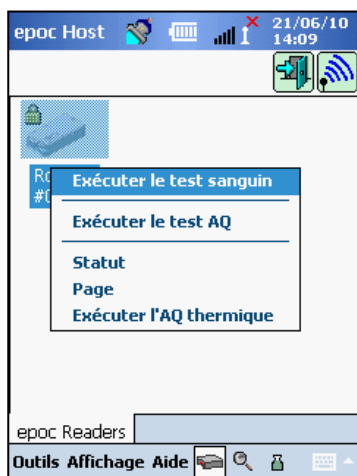 epoc Host 21/06/10
14:09
Exécuter le test sanguin
Exécuter le test AQ
Statut
Page
Exécuter l'AQ thermique
epoc Readers
Outils Affichage Aide